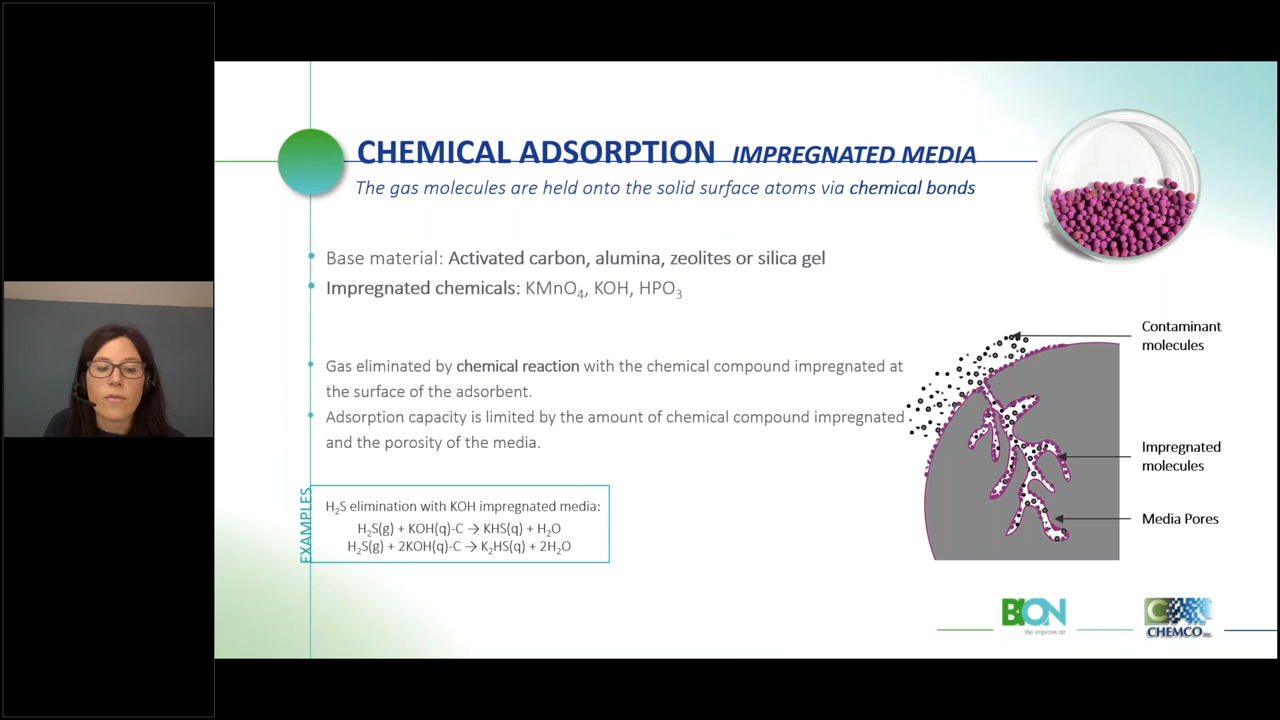 CHEMICAL ADSORPTION IMPREGNATED MEDIA
The gas molecules are held onto the solid surface atoms via chemical bonds
• Base material: Activated carbon, alumina, zeolites or silica gel
• Impregnated chemicals: KMnO₄, KOH, HPO₃
• Gas eliminated by chemical reaction with the chemical compound impregnated at
the surface of the adsorbent.
• Adsorption capacity is limited by the amount of chemical compound impregnated
and the porosity of the media.
EXAMPLES
H₂S elimination with KOH impregnated media:
H₂S(g) + KOH(q)-C → KHS(q) + H₂O
H₂S(g) + 2KOH(q)-C → K₂HS(q) + 2H₂O
Contaminant
molecules
Impregnated
molecules
Media Pores
BION
We improve air
C
CHEMCO Inc.